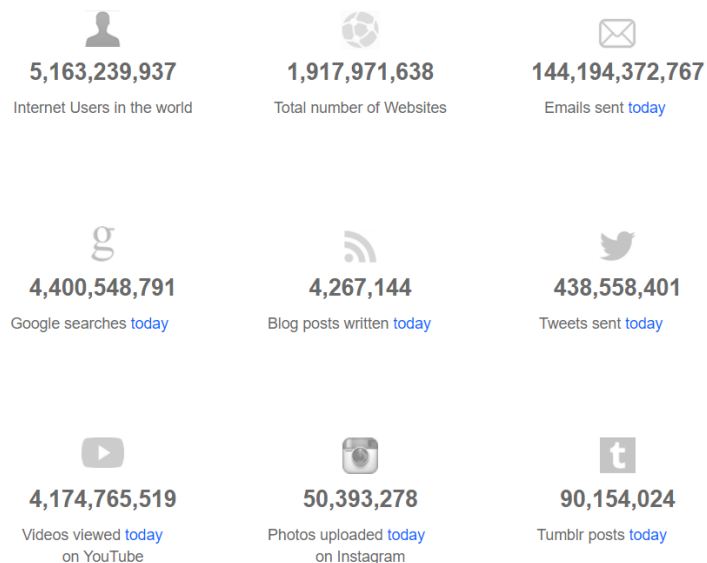 5,163,239,937
Internet Users in the world
1,917,971,638
Total number of Websites
144,194,372,767
Emails sent today
g
4,400,548,791
Google searches today
4,267,144
Blog posts written today
438,558,401
Tweets sent today
4,174,765,519
Videos viewed today
on YouTube
50,393,278
Photos uploaded today
on Instagram
t
90,154,024
Tumblr posts today